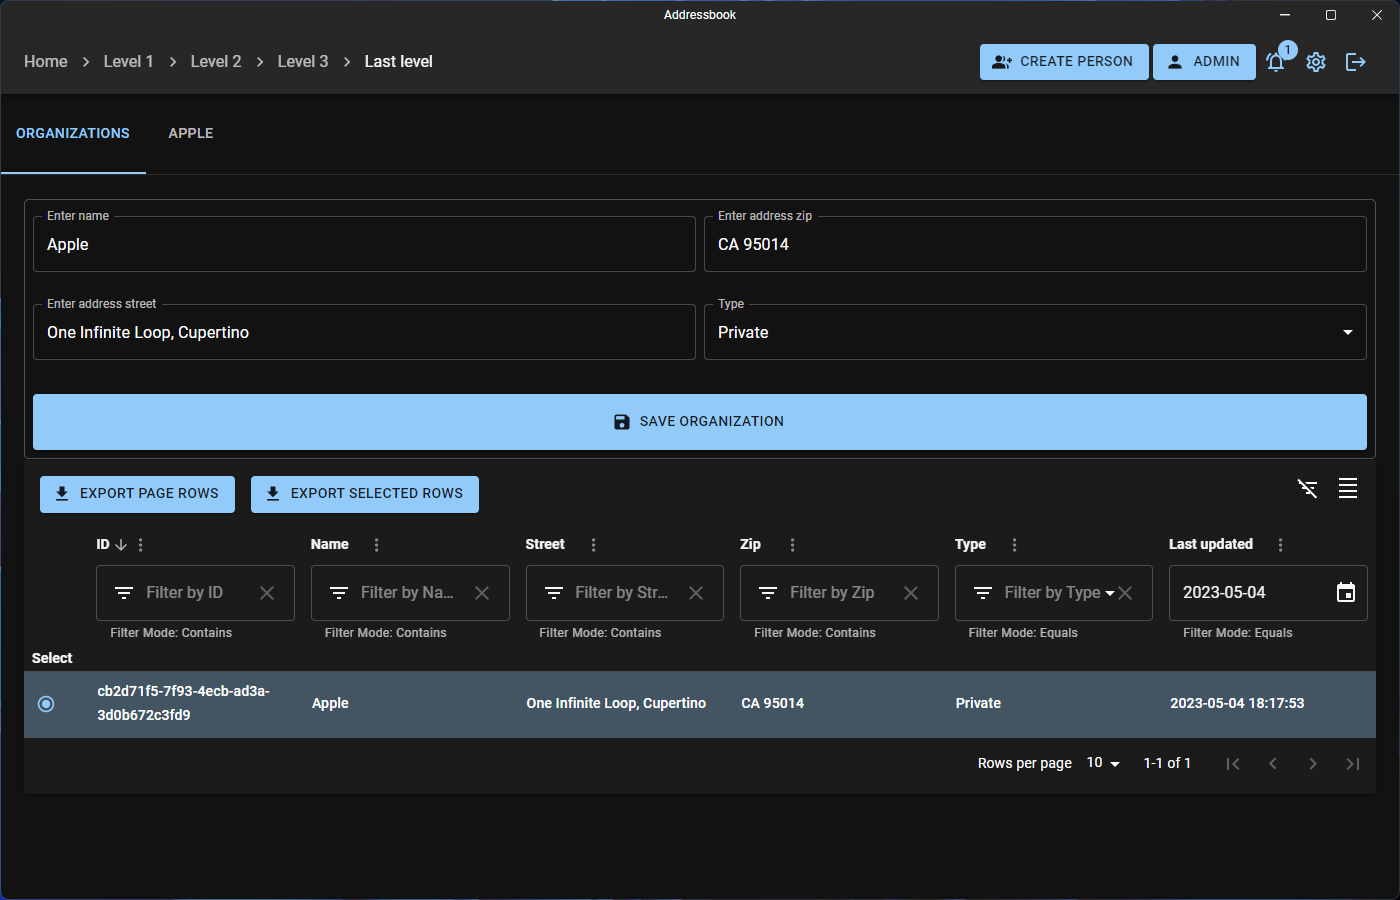 Addressbook
Home > Level 1 > Level 2 > Level 3 > Last level
CREATE PERSON
ADMIN
1
ORGANIZATIONS
APPLE
Enter name
Apple
Enter address zip
CA 95014
Enter address street
One Infinite Loop, Cupertino
Type
Private
SAVE ORGANIZATION
EXPORT PAGE ROWS
EXPORT SELECTED ROWS
ID
Name
Street
Zip
Type
Last updated
Filter by ID
Filter by Na...
Filter by Str...
Filter by Zip
Filter by Type
2023-05-04
Filter Mode: Contains
Filter Mode: Contains
Filter Mode: Contains
Filter Mode: Contains
Filter Mode: Equals
Filter Mode: Equals
Select
cb2d71f5-7f93-4ecb-ad3a-
3d0b672c3fd9
Apple
One Infinite Loop, Cupertino
CA 95014
Private
2023-05-04 18:17:53
Rows per page
10
1-1 of 1